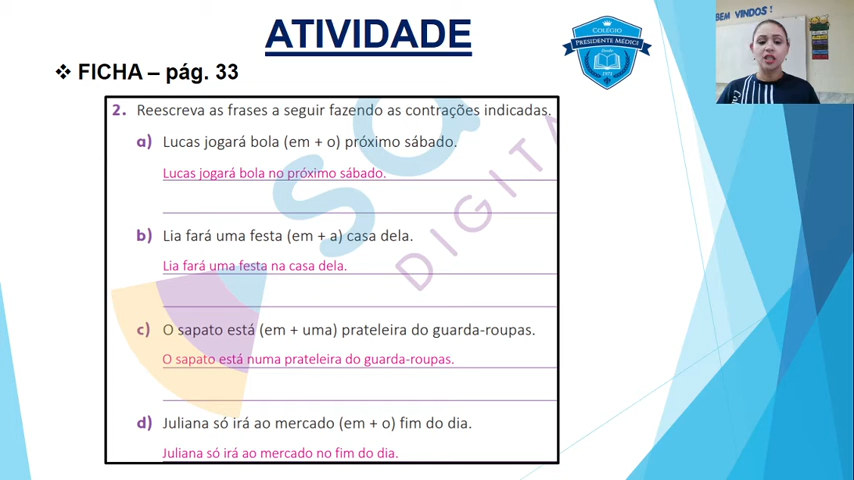 ATIVIDADE
❖ FICHA – pág. 33
COLÉGIO
PRESIDENTE MÉDICI
Desde
1971
BEM VINDOS!
2. Reescreva as frases a seguir fazendo as contrações indicadas.
a) Lucas jogará bola (em + o) próximo sábado.
Lucas jogará bola no próximo sábado.
b) Lia fará uma festa (em + a) casa dela.
Lia fará uma festa na casa dela.
c) O sapato está (em + uma) prateleira do guarda-roupas.
O sapato está numa prateleira do guarda-roupas.
d) Juliana só irá ao mercado (em + o) fim do dia.
Juliana só irá ao mercado no fim do dia.
DIGITA